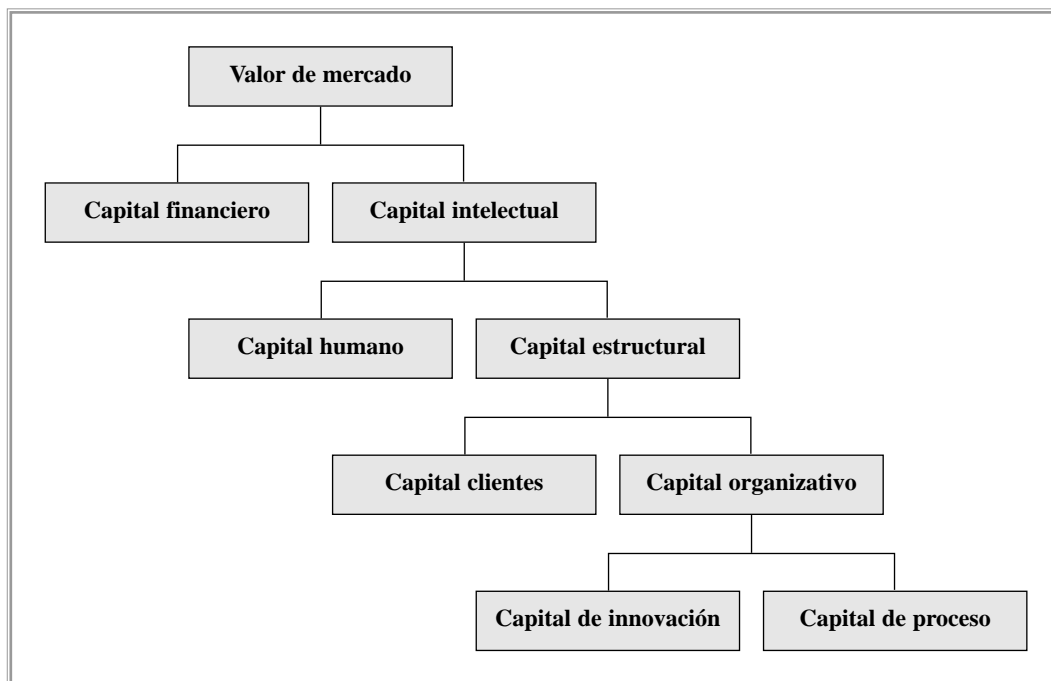 Valor de mercado
Capital financiero
Capital intelectual
Capital humano
Capital estructural
Capital clientes
Capital organizativo
Capital de innovación
Capital de proceso